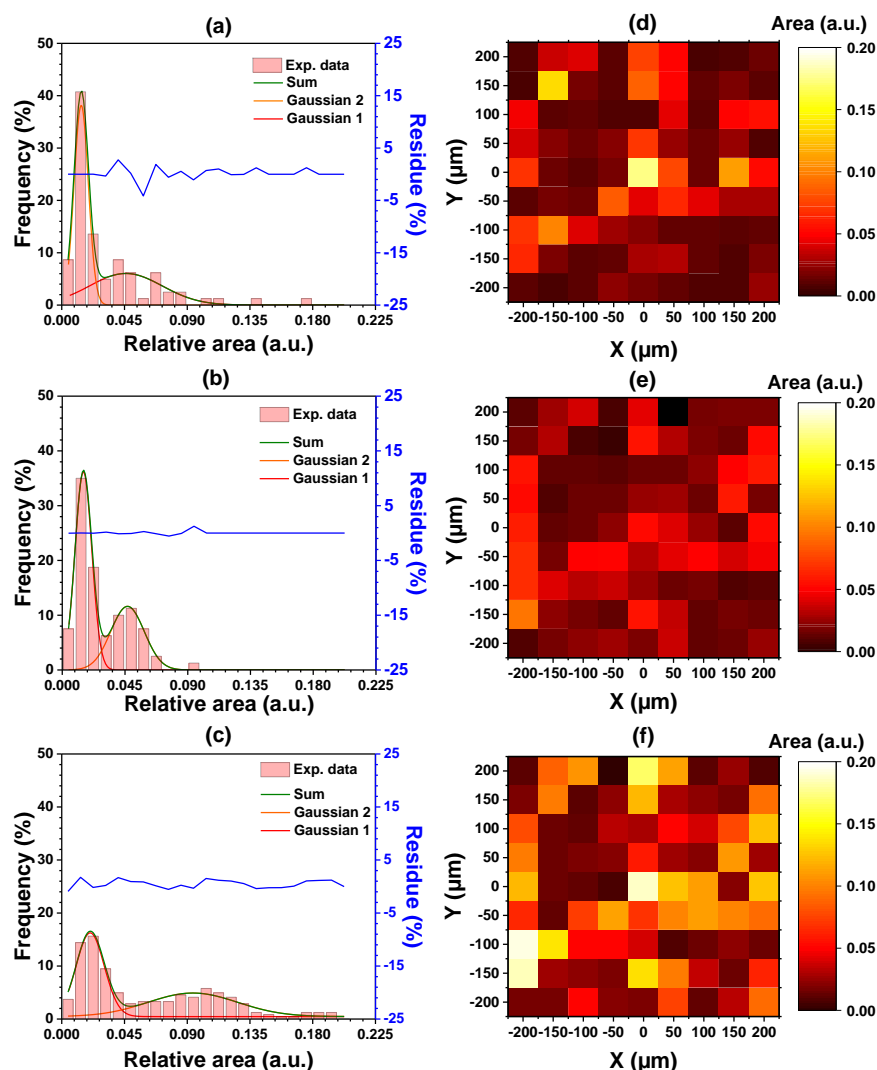 (a)
50
40
30
20
10
0
Frequency (%)
25
15
5
-5
-15
-25
Residue (%)
Exp. data
Sum
Gaussian 2
Gaussian 1
0.000 0.045 0.090 0.135 0.180 0.225
Relative area (a.u.)
(d)
Area (a.u.)
200
150
100
50
0
-50
-100
-150
-200
Y (µm)
-200 -150 -100 -50 0 50 100 150 200
X (µm)
0.20
0.15
0.10
0.05
0.00
(b)
50
40
30
20
10
0
Frequency (%)
25
15
5
-5
-15
-25
Residue (%)
Exp. data
Sum
Gaussian 2
Gaussian 1
0.000 0.045 0.090 0.135 0.180 0.225
Relative area (a.u.)
(e)
Area (a.u.)
200
150
100
50
0
-50
-100
-150
-200
Y (µm)
-200 -150 -100 -50 0 50 100 150 200
X (µm)
0.20
0.15
0.10
0.05
0.00
(c)
50
40
30
20
10
0
Frequency (%)
25
15
5
-5
-15
-25
Residue (%)
Exp. data
Sum
Gaussian 2
Gaussian 1
0.000 0.045 0.090 0.135 0.180 0.225
Relative area (a.u.)
(f)
Area (a.u.)
200
150
100
50
0
-50
-100
-150
-200
Y (µm)
-200 -150 -100 -50 0 50 100 150 200
X (µm)
0.20
0.15
0.10
0.05
0.00